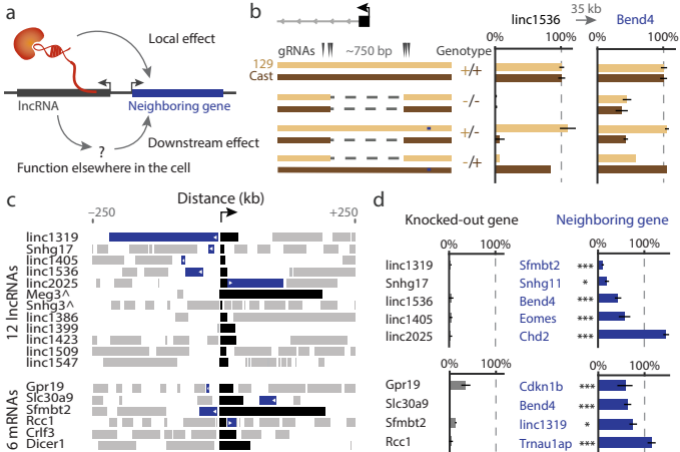 a
Local effect
lncRNA
Neighboring gene
?
Downstream effect
Function elsewhere in the cell
b
linc1536
35 kb
Bend4
gRNAs
~750 bp
Genotype
0%
100%
0%
100%
129
Cast
+/+
-/-
+/-
-/+
c
Distance (kb)
−250
+250
12 lncRNAs
linc1319
Snhg17
linc1405
linc1536
linc2025
Meg3^
Snhg3^
linc1386
linc1399
linc1423
linc1509
linc1547
6 mRNAs
Gpr19
Slc30a9
Sfmbt2
Rcc1
Crlf3
Dicer1
d
Knocked-out gene
Neighboring gene
0%
100%
0%
100%
linc1319
Sfmbt2
***
Snhg17
Snhg11
*
linc1536
Bend4
***
linc1405
Eomes
***
linc2025
Chd2
***
0%
100%
0%
100%
Gpr19
Cdkn1b
***
Slc30a9
Bend4
***
Sfmbt2
linc1319
*
Rcc1
Trnau1ap
***